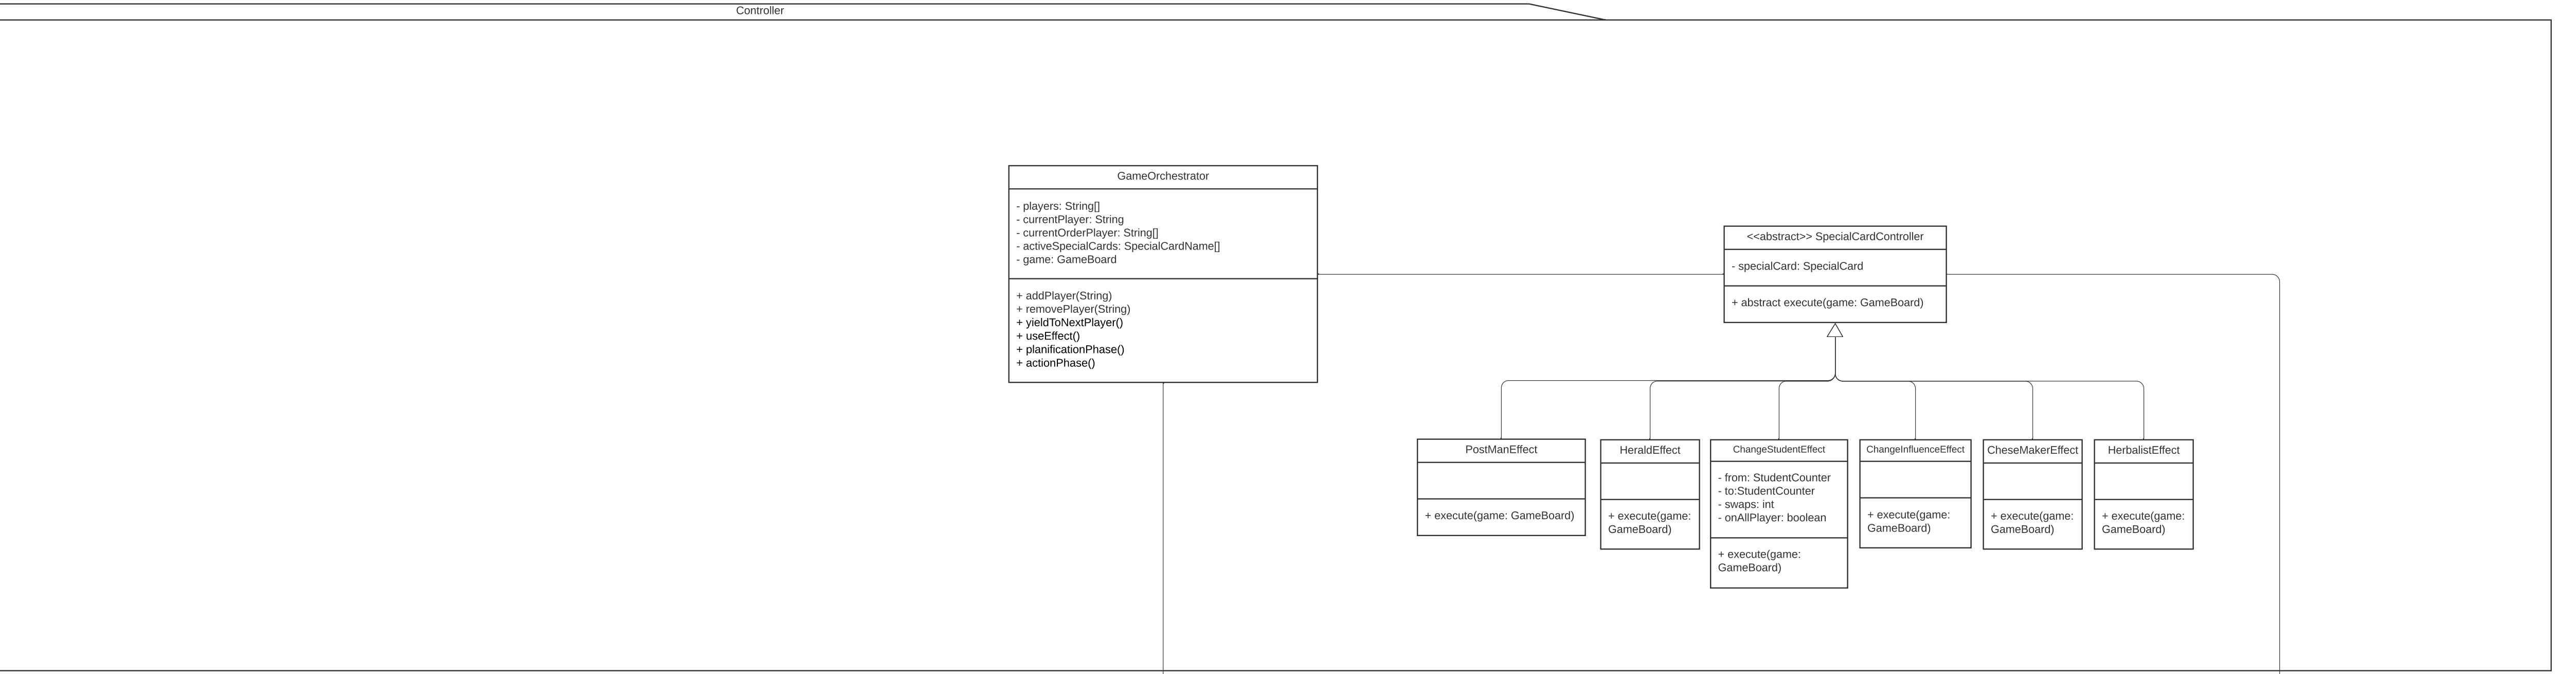 Controller
GameOrchestrator
- players: String[]
- currentPlayer: String
- currentOrderPlayer: String[]
- activeSpecialCards: SpecialCardName[]
- game: GameBoard
+ addPlayer(String)
+ removePlayer(String)
+ yieldToNextPlayer()
+ useEffect()
+ planificationPhase()
+ actionPhase()
<<abstract>> SpecialCardController
- specialCard: SpecialCard
+ abstract execute(game: GameBoard)
PostManEffect
+ execute(game: GameBoard)
HeraldEffect
+ execute(game:
GameBoard)
ChangeStudentEffect
- from: StudentCounter
- to:StudentCounter
- swaps: int
- onAllPlayer: boolean
+ execute(game:
GameBoard)
ChangeInfluenceEffect
+ execute(game:
GameBoard)
CheseMakerEffect
+ execute(game:
GameBoard)
HerbalistEffect
+ execute(game:
GameBoard)